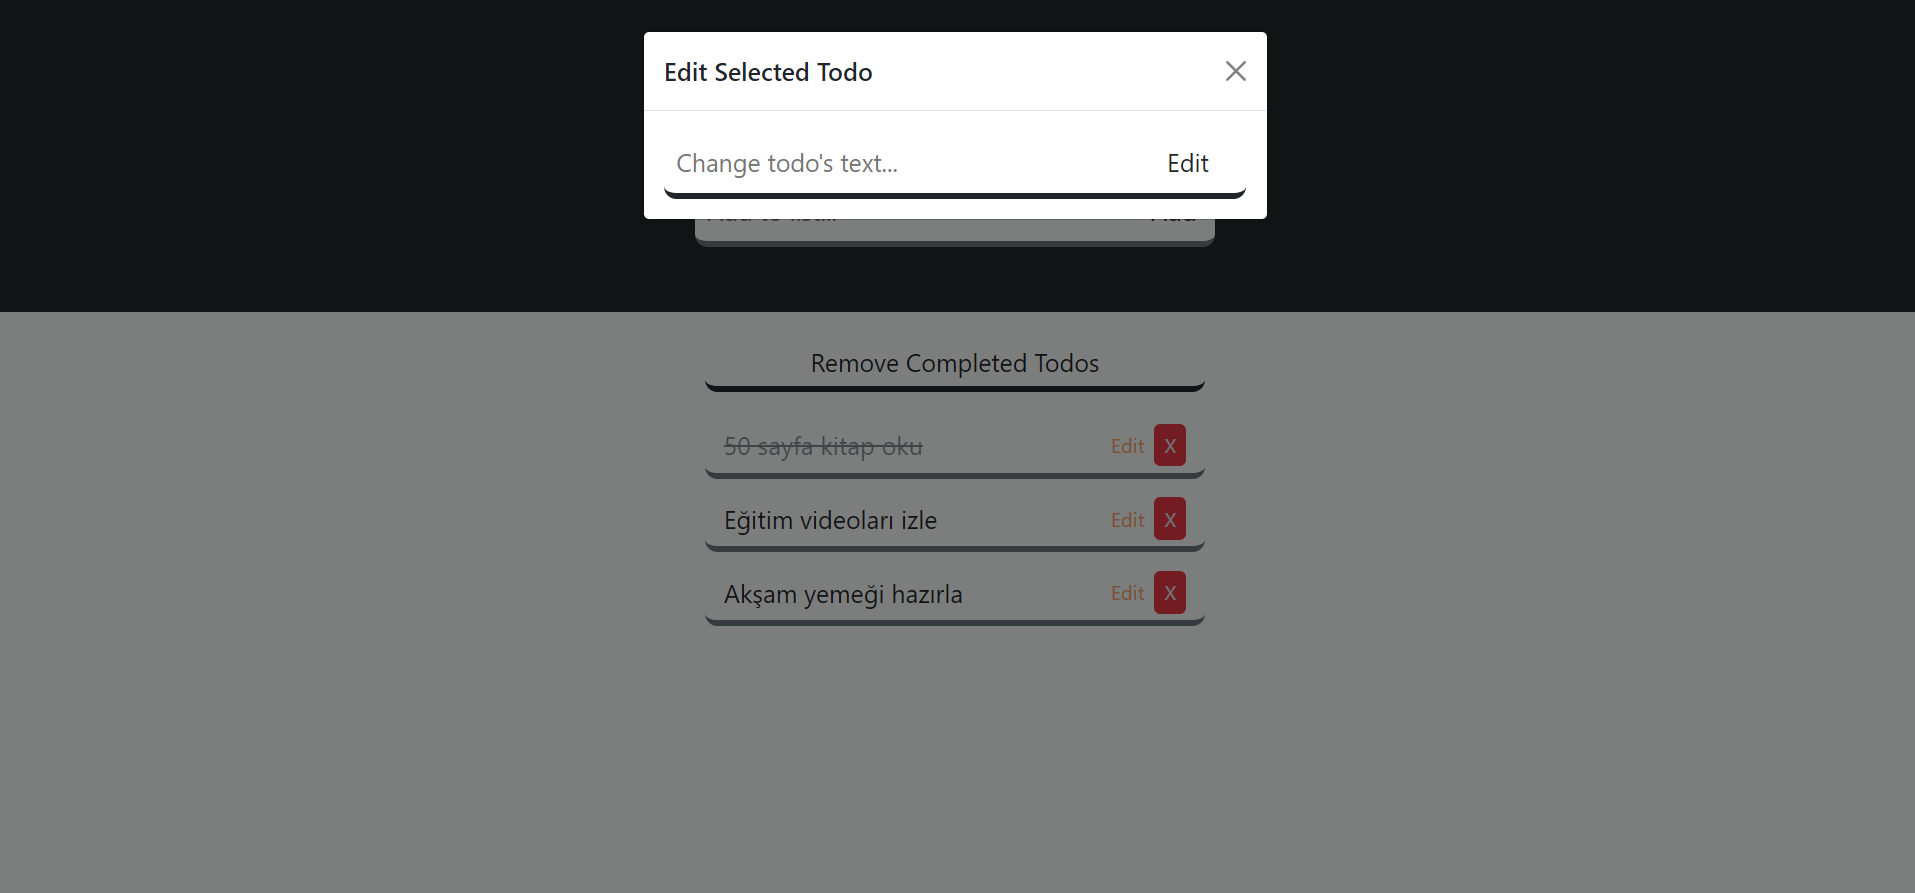 Edit Selected Todo
Change todo's text...
Edit
Remove Completed Todos
50 sayfa kitap oku
Edit X
Eğitim videoları izle
Edit X
Akşam yemeği hazırla
Edit X